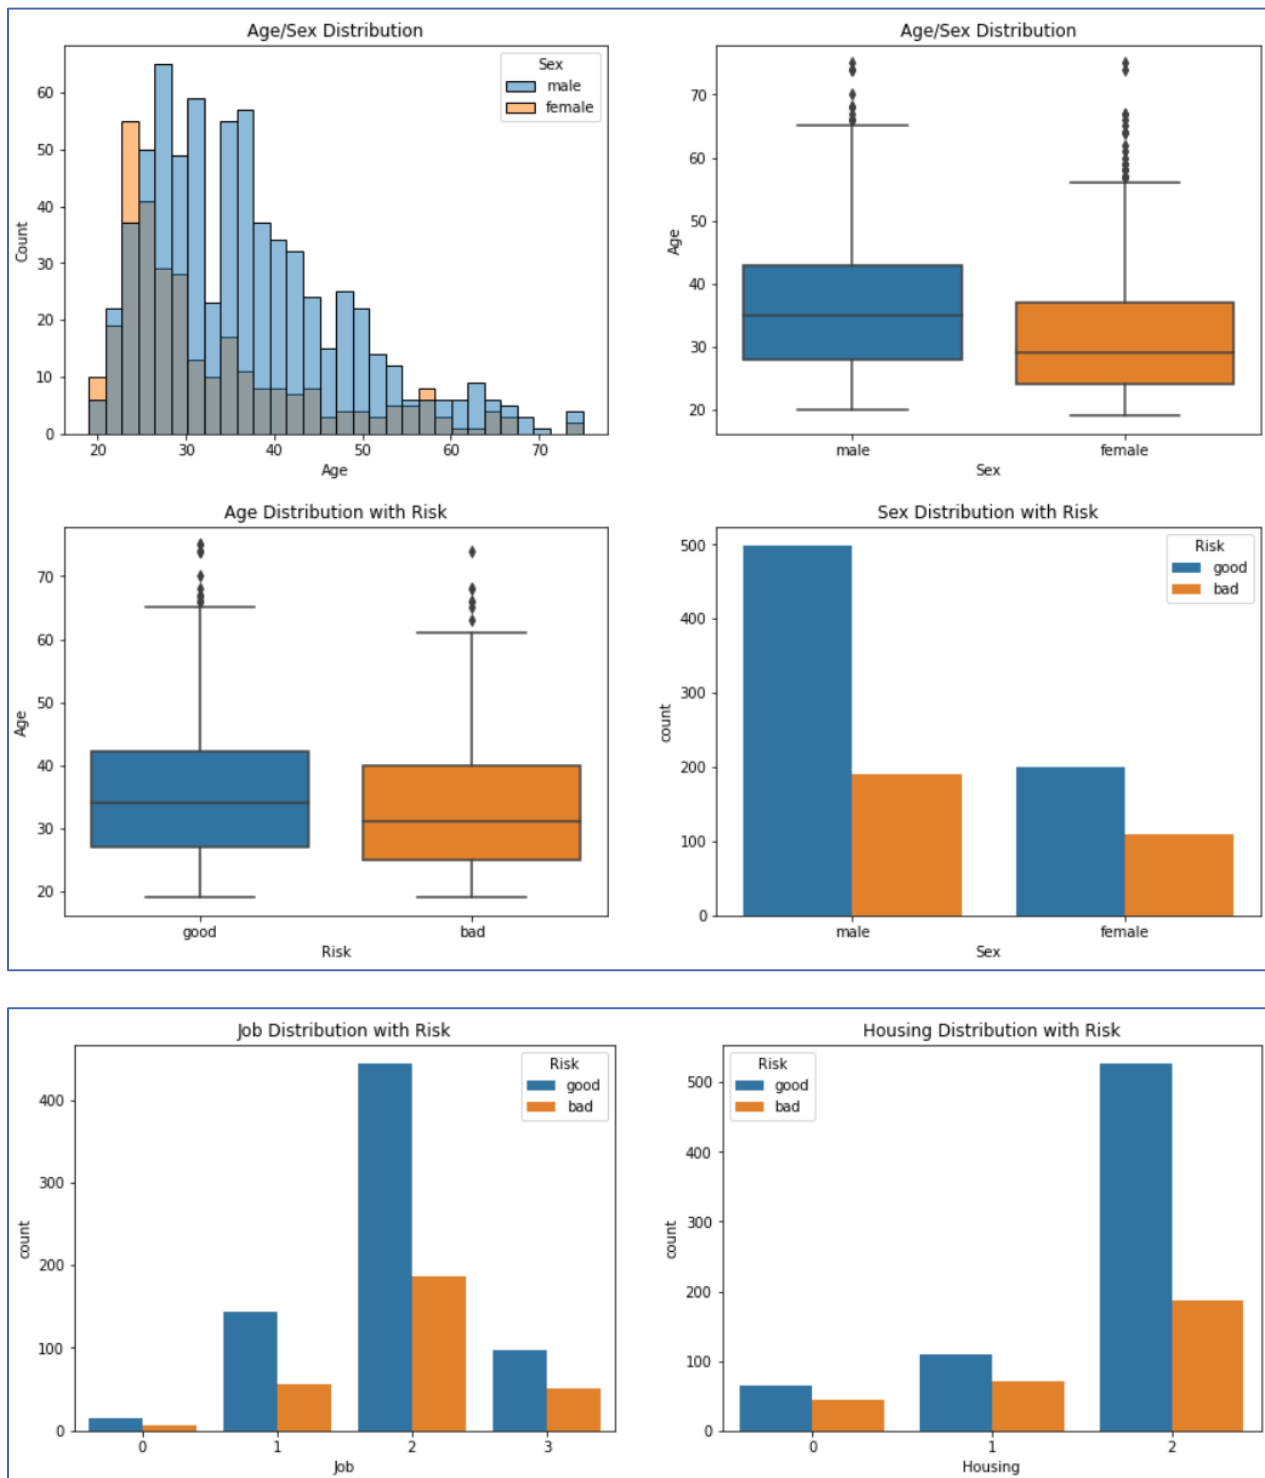 Age/Sex Distribution
Sex
male
female
Count
60
50
40
30
20
10
0
20 30 40 50 60 70
Age
Age/Sex Distribution
Age
70
60
50
40
30
20
male female
Sex
Age Distribution with Risk
Age
70
60
50
40
30
20
good bad
Risk
Sex Distribution with Risk
Risk
good
bad
count
500
400
300
200
100
0
male female
Sex
Job Distribution with Risk
Risk
good
bad
count
400
300
200
100
0
0 1 2 3
Job
Housing Distribution with Risk
Risk
good
bad
count
500
400
300
200
100
0
0 1 2
Housing